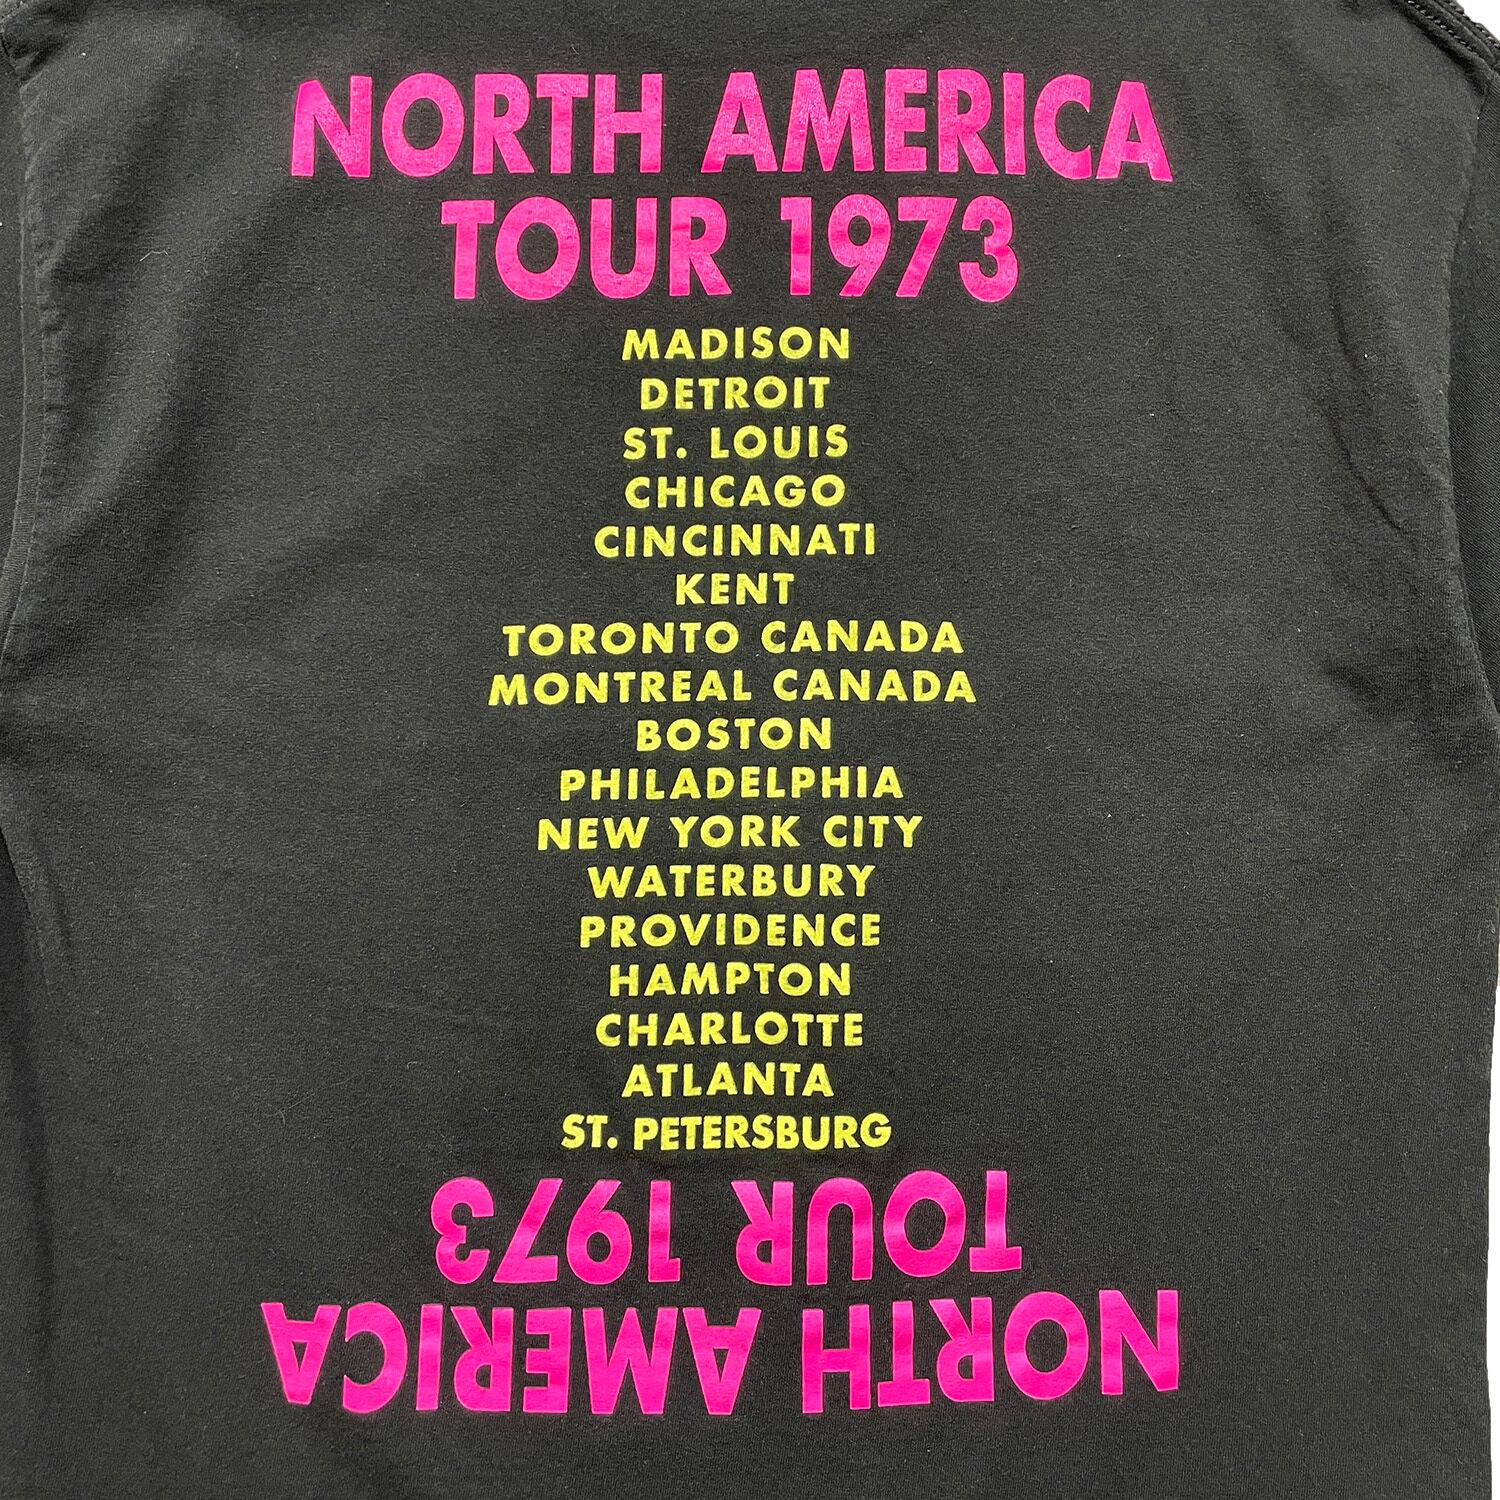 NORTH AMERICA
TOUR 1973
MADISON
DETROIT
ST. LOUIS
CHICAGO
CINCINNATI
KENT
TORONTO CANADA
MONTREAL CANADA
BOSTON
PHILADELPHIA
NEW YORK CITY
WATERBURY
PROVIDENCE
HAMPTON
CHARLOTTE
ATLANTA
ST. PETERSBURG
TOUR 1973
NORTH AMERICA